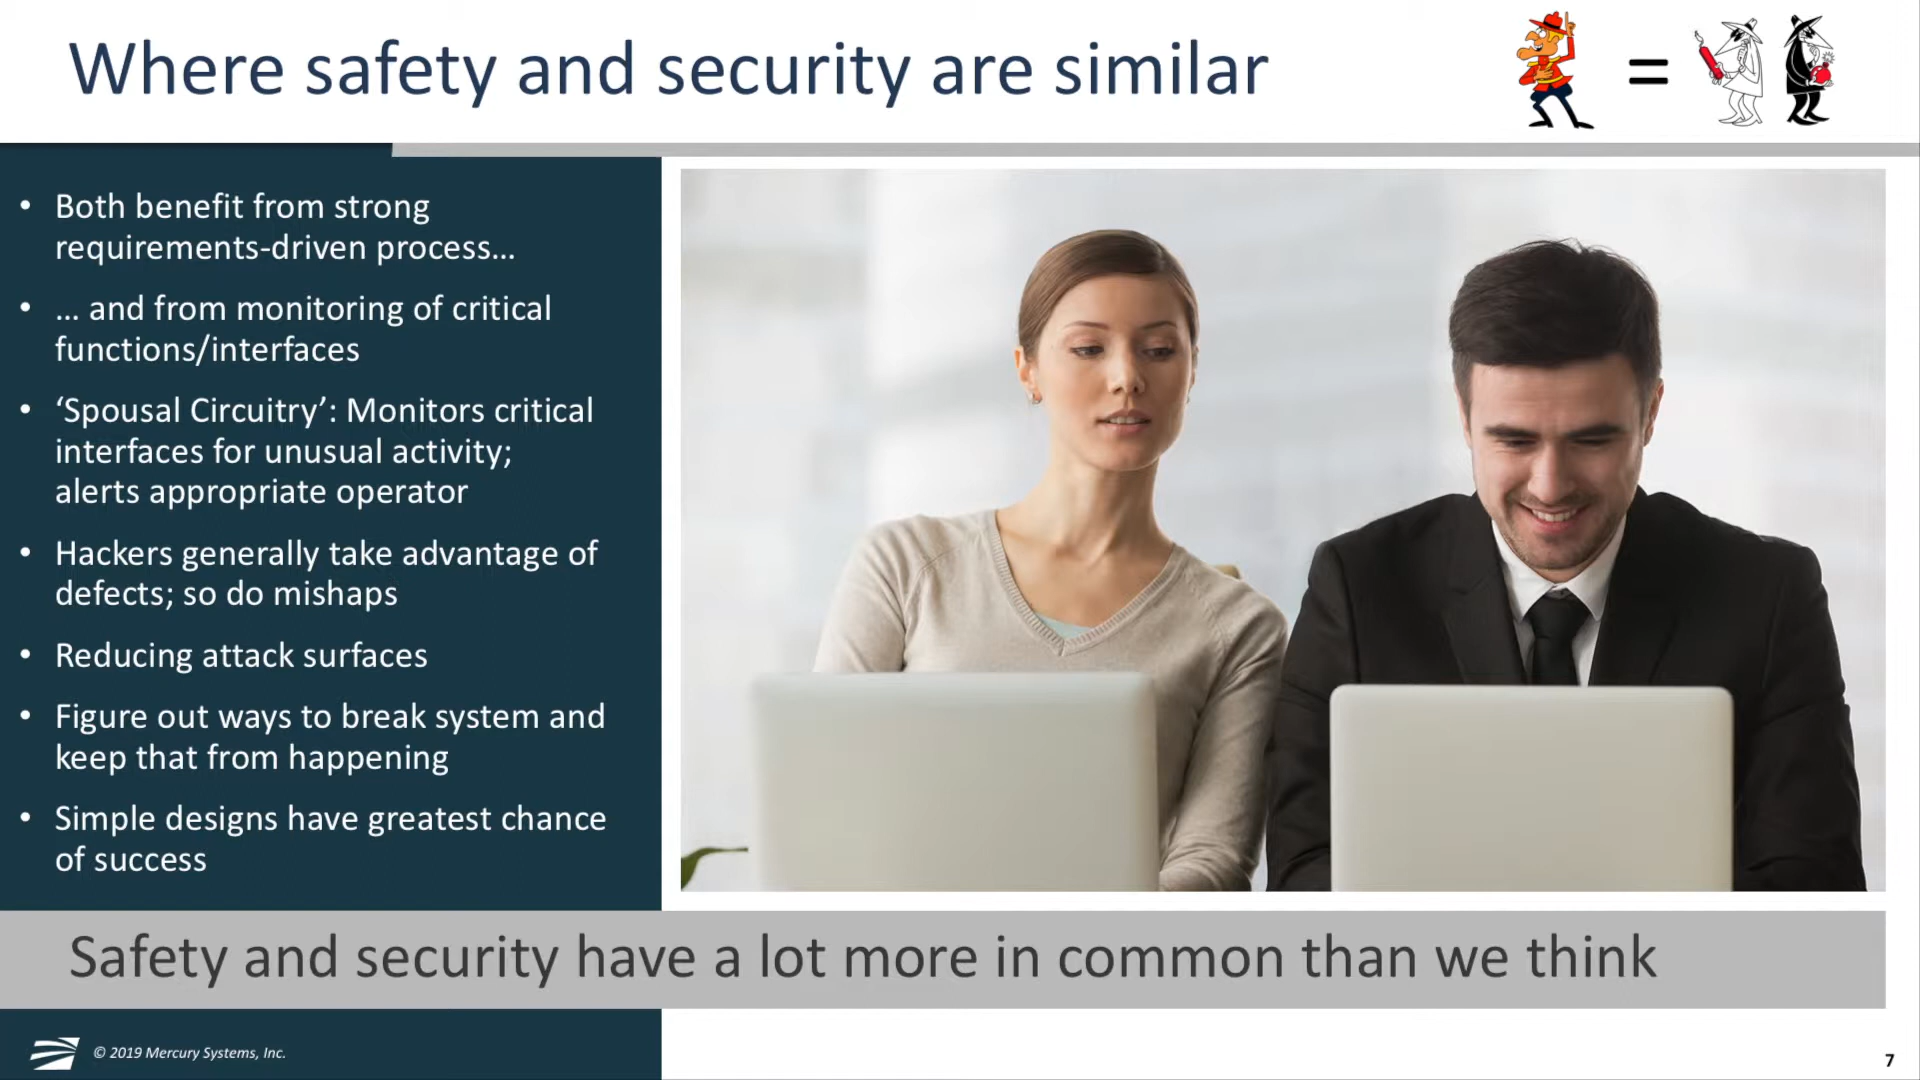 Where safety and security are similar
=
• Both benefit from strong
requirements-driven process…
• … and from monitoring of critical
functions/interfaces
• ‘Spousal Circuitry’: Monitors critical
interfaces for unusual activity;
alerts appropriate operator
• Hackers generally take advantage of
defects; so do mishaps
• Reducing attack surfaces
• Figure out ways to break system and
keep that from happening
• Simple designs have greatest chance
of success
Safety and security have a lot more in common than we think
© 2019 Mercury Systems, Inc.
7